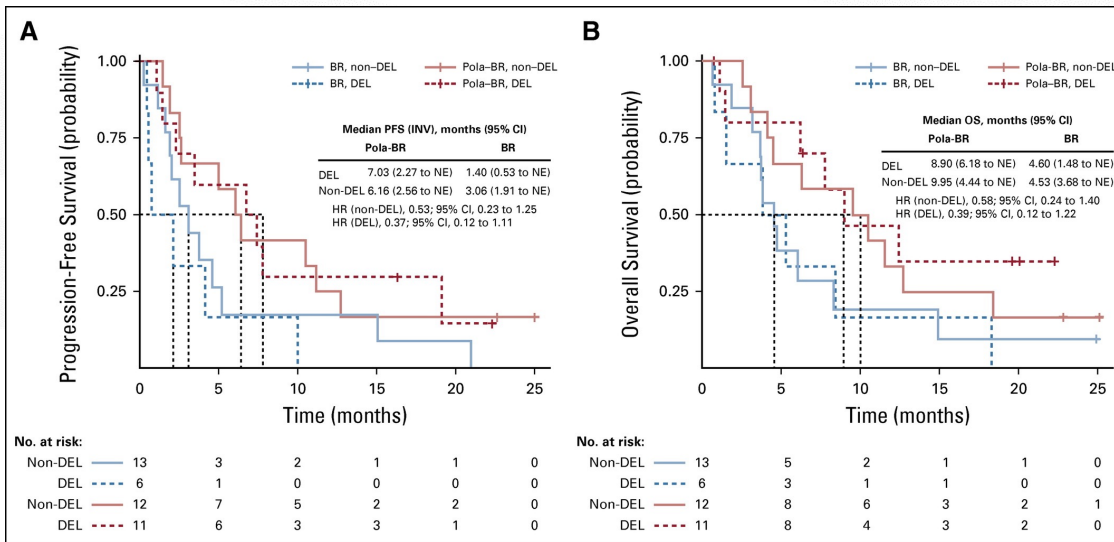 A
Progression-Free Survival (probability)
1.00
0.75
0.50
0.25
BR, non–DEL
BR, DEL
Pola–BR, non–DEL
Pola–BR, DEL
Median PFS (INV), months (95% CI)
Pola-BR BR
DEL 7.03 (2.27 to NE) 1.40 (0.53 to NE)
Non-DEL 6.16 (2.56 to NE) 3.06 (1.91 to NE)
HR (non-DEL), 0.53; 95% CI, 0.23 to 1.25
HR (DEL), 0.37; 95% CI, 0.12 to 1.11
0 5 10 15 20 25
Time (months)
No. at risk:
Non-DEL 13 3 2 1 1 0
DEL 6 1 0 0 0 0
Non-DEL 12 7 5 2 2 0
DEL 11 6 3 3 1 0
B
Overall Survival (probability)
1.00
0.75
0.50
0.25
BR, non–DEL
BR, DEL
Pola–BR, non–DEL
Pola–BR, DEL
Median OS, months (95% CI)
Pola-BR BR
DEL 8.90 (6.18 to NE) 4.60 (1.48 to NE)
Non-DEL 9.95 (4.44 to NE) 4.53 (3.68 to NE)
HR (non-DEL), 0.58; 95% CI, 0.24 to 1.40
HR (DEL), 0.39; 95% CI, 0.12 to 1.22
0 5 10 15 20 25
Time (months)
No. at risk:
Non-DEL 13 5 2 1 1 0
DEL 6 3 1 1 0 0
Non-DEL 12 8 6 3 2 1
DEL 11 8 4 3 2 0